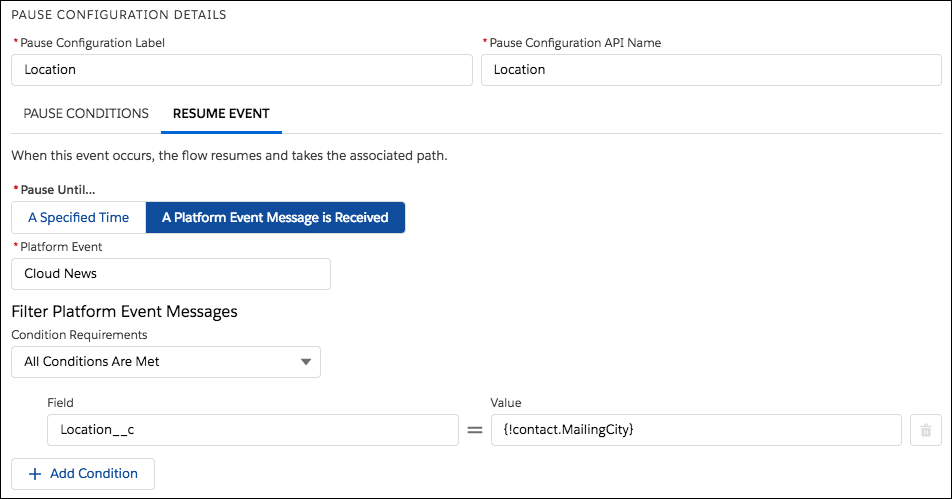 PAUSE CONFIGURATION DETAILS
* Pause Configuration Label * Pause Configuration API Name
Location Location
PAUSE CONDITIONS RESUME EVENT
When this event occurs, the flow resumes and takes the associated path.
* Pause Until...
A Specified Time A Platform Event Message is Received
* Platform Event
Cloud News
Filter Platform Event Messages
Condition Requirements
All Conditions Are Met
Field Value
Location__c = {!contact.MailingCity}
+ Add Condition